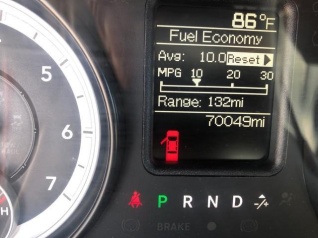 86°F
Fuel Economy
Avg: 10.0 Reset
MPG 10 20 30
Range: 132mi
70049mi
5
6
7
H
P R N D
BRAKE